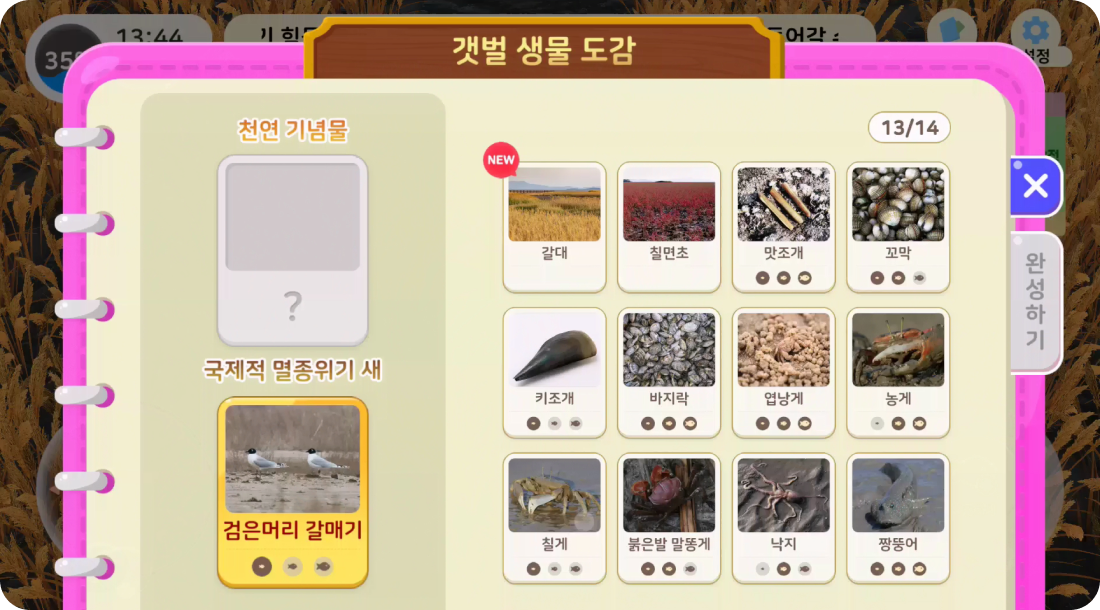 13:44
35
갯벌 생물 도감
설정
천연 기념물
?
국제적 멸종위기 새
검은머리 갈매기
13/14
NEW
갈대
칠면초
맛조개
꼬막
키조개
바지락
엽낭게
농게
칠게
붉은발 말똥게
낙지
짱뚱어
완성하기